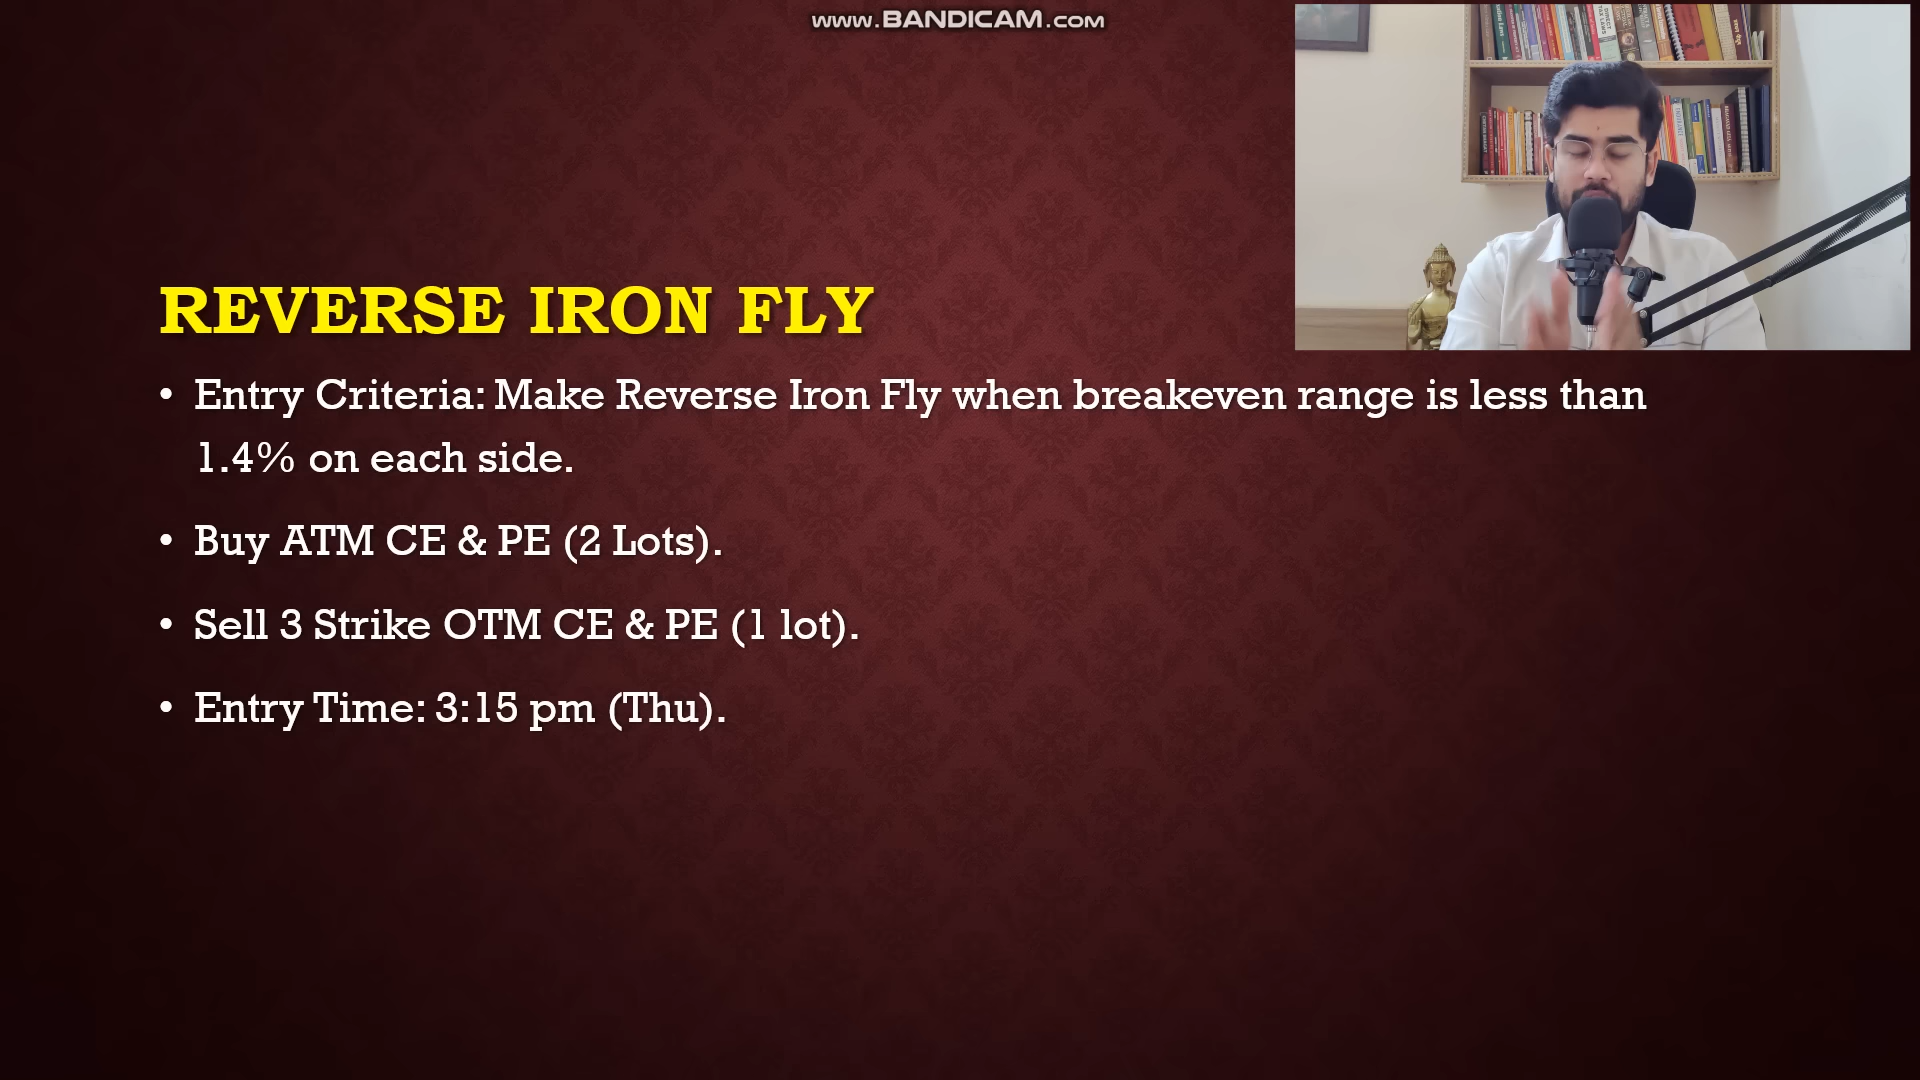 www.BANDICAM.com
REVERSE IRON FLY
• Entry Criteria: Make Reverse Iron Fly when breakeven range is less than
1.4% on each side.
• Buy ATM CE & PE (2 Lots).
• Sell 3 Strike OTM CE & PE (1 lot).
• Entry Time: 3:15 pm (Thu).